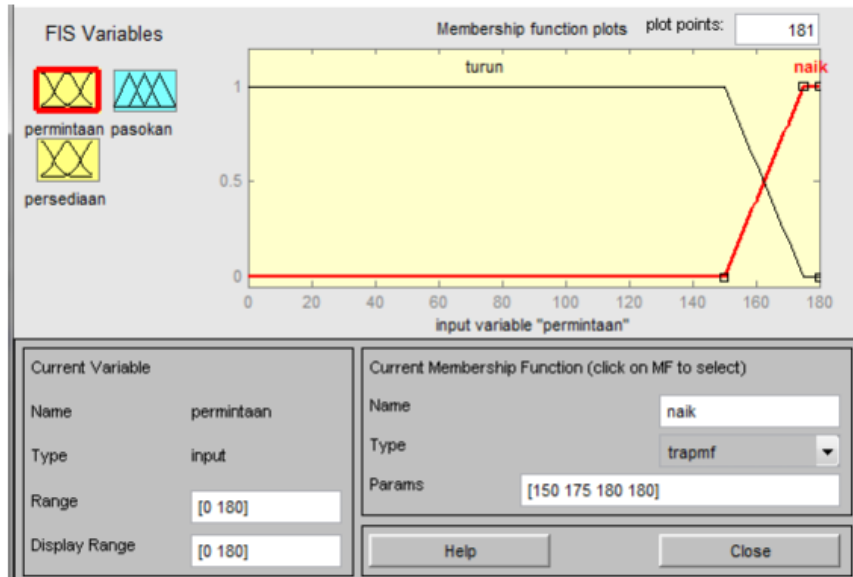 FIS Variables
Membership function plots plot points: 181
permintaan pasokan
persediaan
turun
naik
1
0.5
0
0 20 40 60 80 100 120 140 160 180
input variable "permintaan"
Current Variable
Name permintaan
Type input
Range [0 180]
Display Range [0 180]
Current Membership Function (click on MF to select)
Name naik
Type trapmf
Params [150 175 180 180]
Help Close